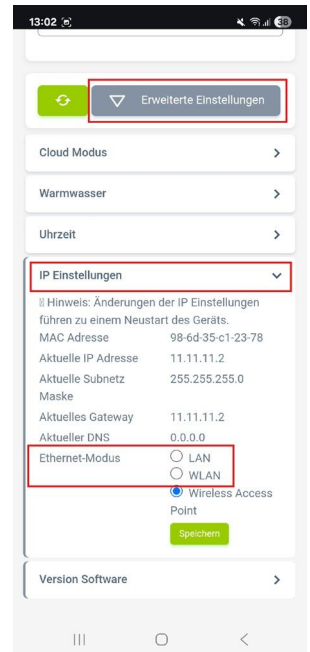 13:02
38
Erweiterte Einstellungen
Cloud Modus
Warmwasser
Uhrzeit
IP Einstellungen
Hinweis: Änderungen der IP Einstellungen
führen zu einem Neustart des Geräts.
MAC Adresse 98-6d-35-c1-23-78
Aktuelle IP Adresse 11.11.11.2
Aktuelle Subnetz 255.255.255.0
Maske
Aktuelles Gateway 11.11.11.2
Aktueller DNS 0.0.0.0
Ethernet-Modus LAN
WLAN
Wireless Access
Point
Speichern
Version Software